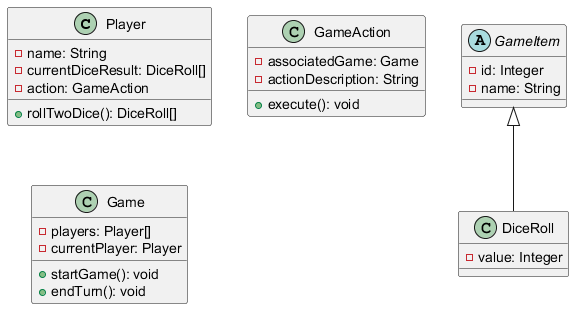 C Player
name: String
currentDiceResult: DiceRoll[]
action: GameAction
rollTwoDice(): DiceRoll[]
C GameAction
associatedGame: Game
actionDescription: String
execute(): void
A GameItem
id: Integer
name: String
C Game
players: Player[]
currentPlayer: Player
startGame(): void
endTurn(): void
C DiceRoll
value: Integer